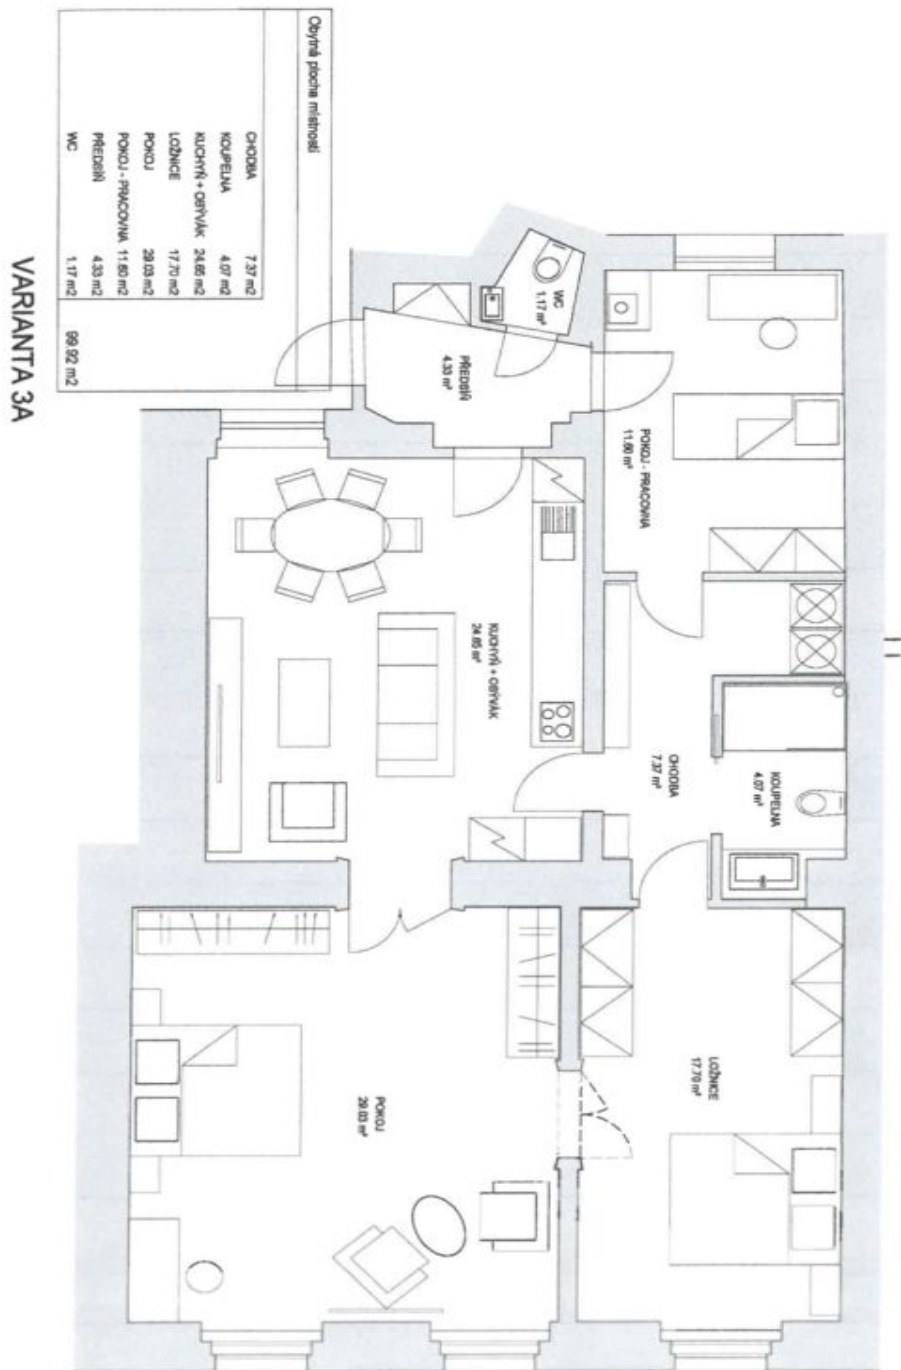 Obytná plocha místností
CHODBA 7.37 m2
KOUPELNA 4.07 m2
KUCHYŇ + OBÝVÁK 24.65 m2
LOŽNICE 17.70 m2
POKOJ 29.03 m2
POKOJ - PRACOVNA 11.60 m2
PŘEDSÍŇ 4.33 m2
WC 1.17 m2
99.92 m2
VARIANTA 3A
WC
1.17 m²
PŘEDSÍŇ
4.33 m²
POKOJ - PRACOVNA
11.60 m²
KUCHYŇ + OBÝVÁK
24.65 m²
CHODBA
7.37 m²
KOUPELNA
4.07 m²
LOŽNICE
17.70 m²
POKOJ
29.03 m²